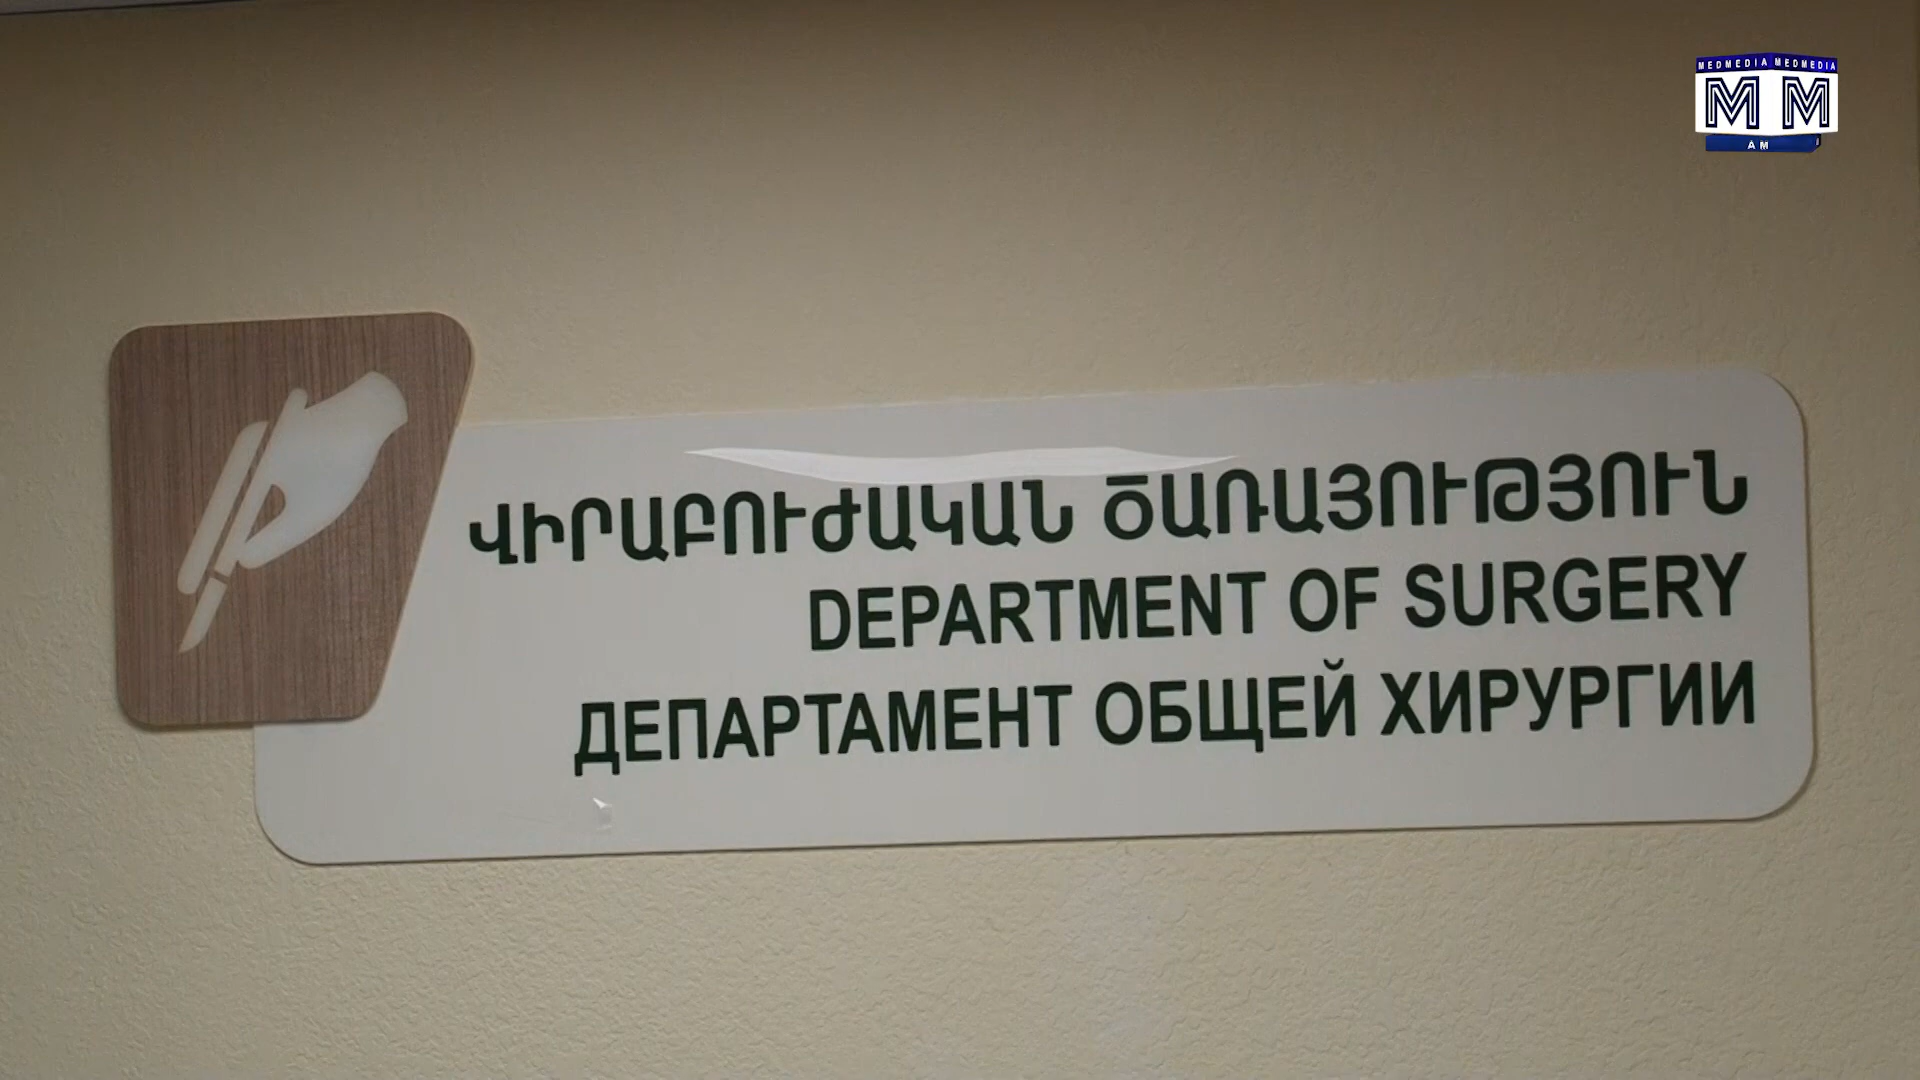 MEDMEDIA MEDMEDIA
M M
AM
ՎԻՐԱԲՈՒԺԱԿԱՆ ԾԱՌԱՅՈՒԹՅՈՒՆ
DEPARTMENT OF SURGERY
ДЕПАРТАМЕНТ ОБЩЕЙ ХИРУРГИИ